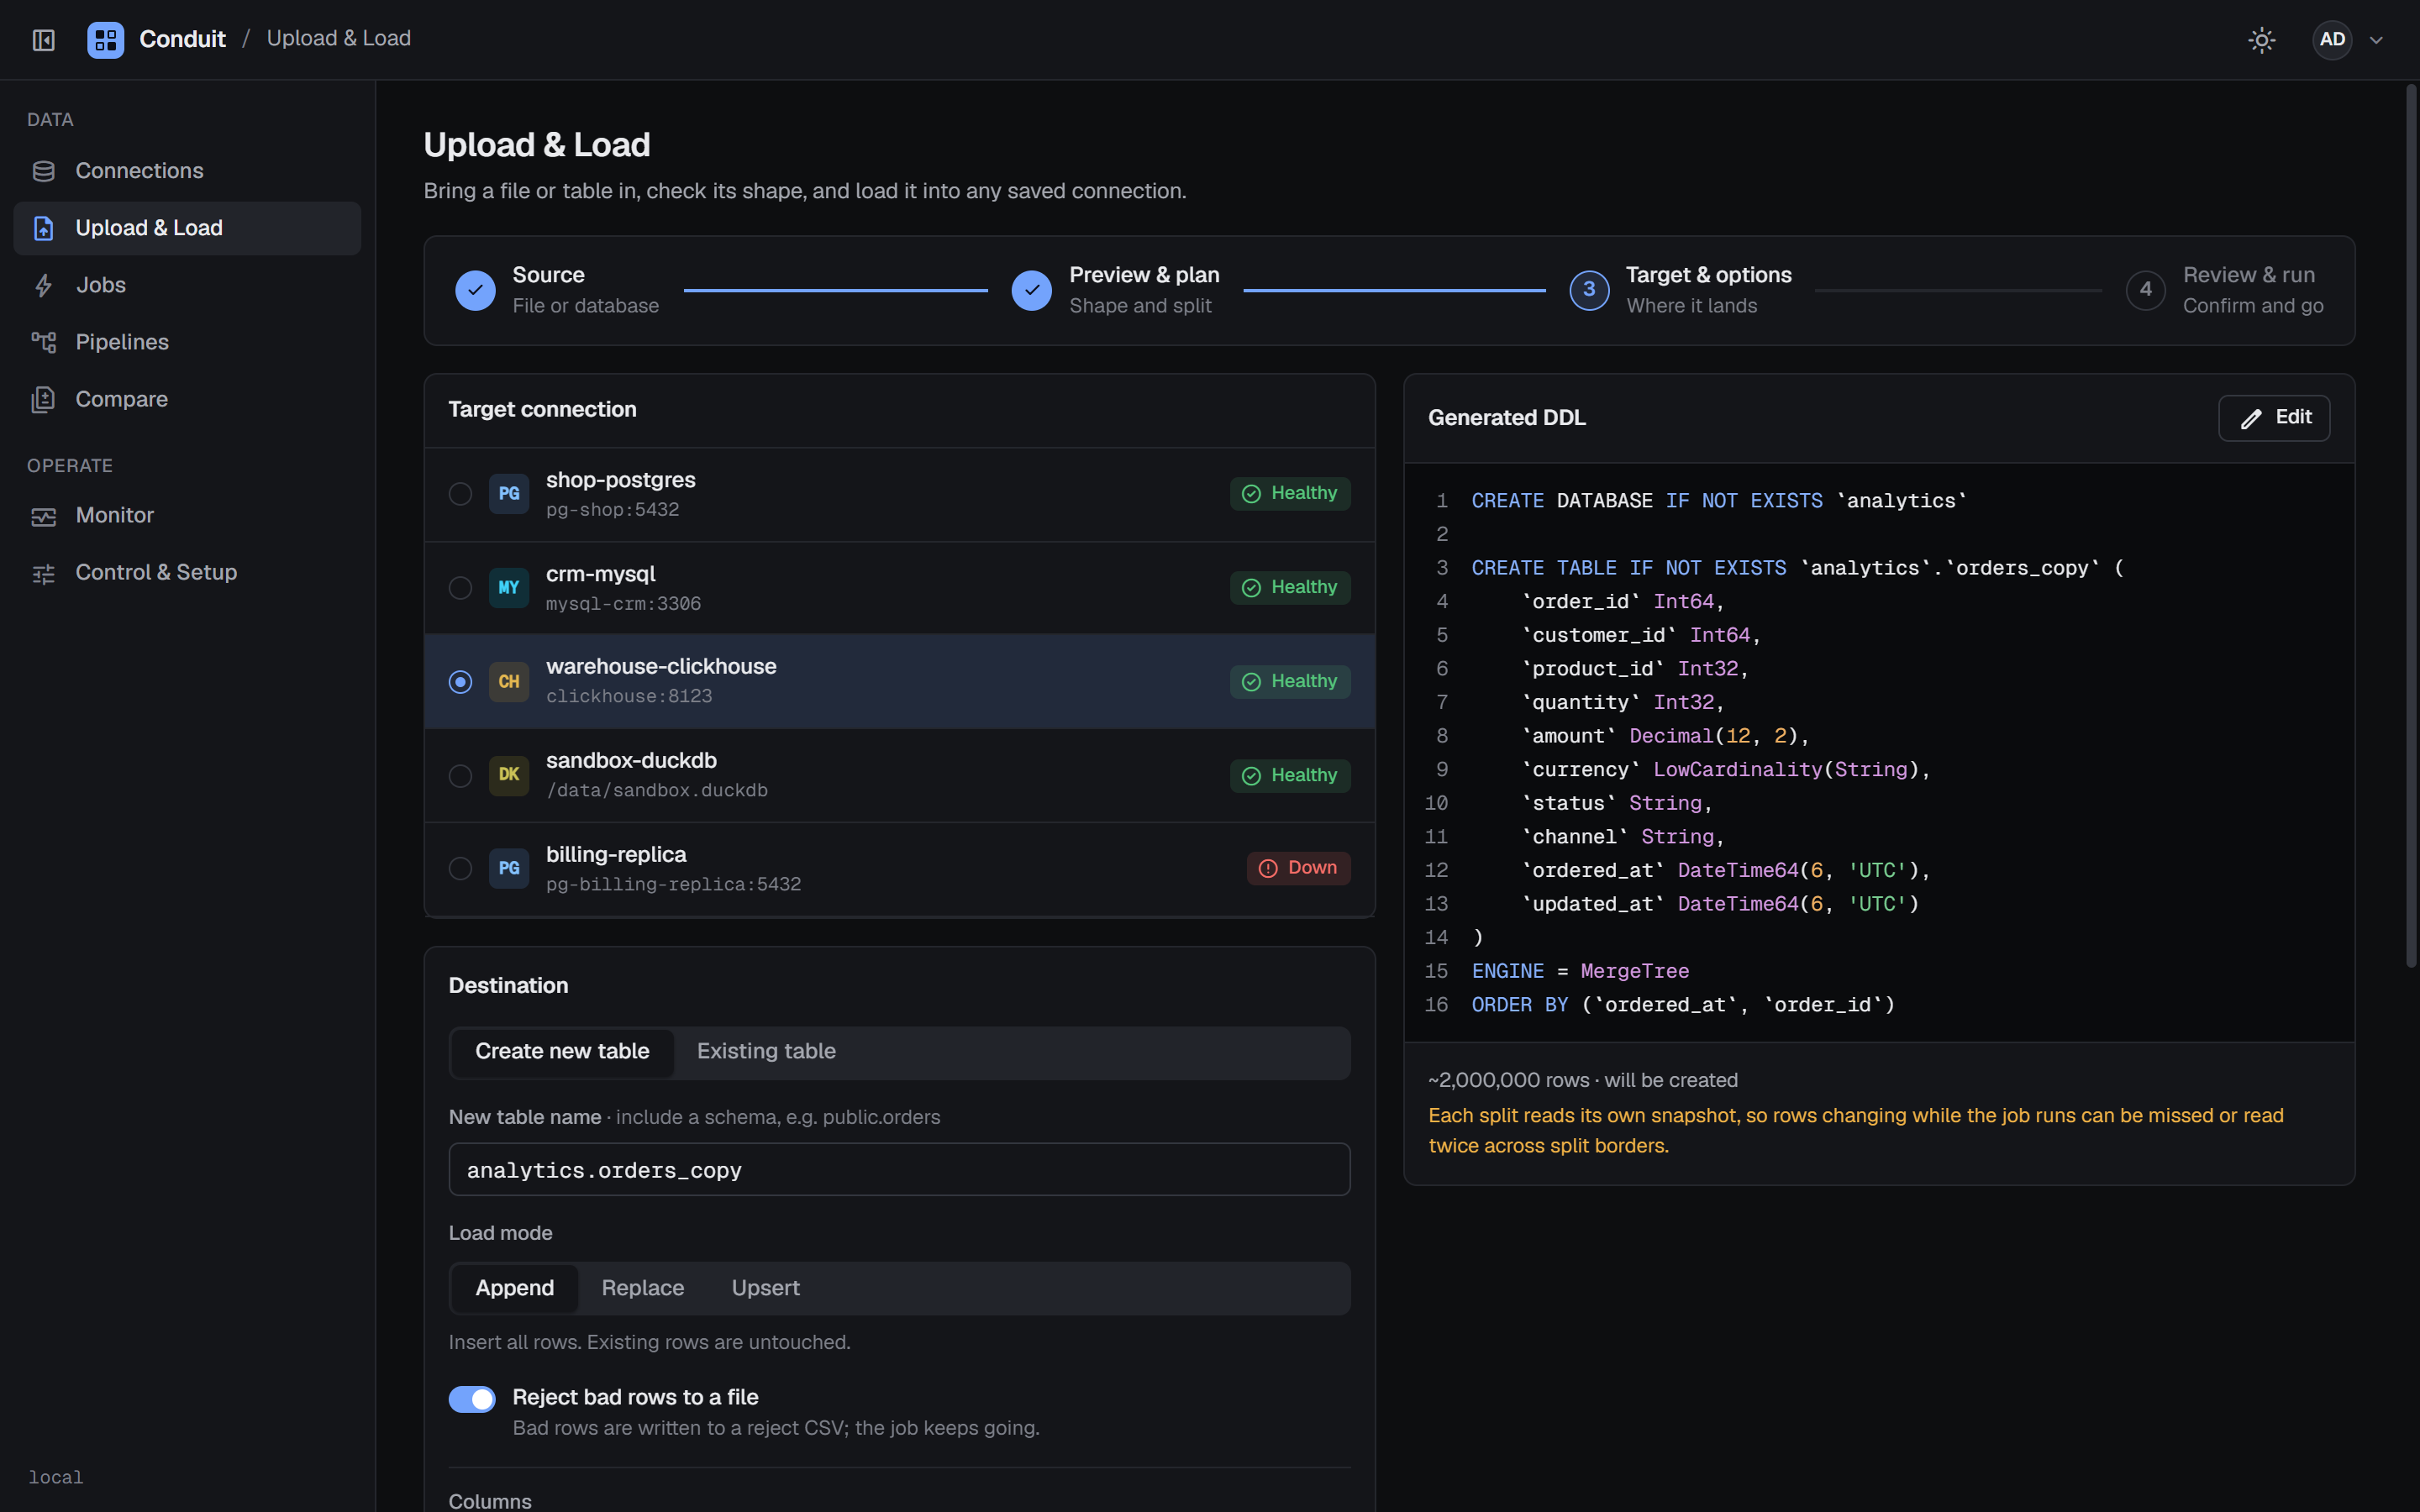 Conduit / Upload & Load
AD
DATA
Connections
Upload & Load
Jobs
Pipelines
Compare
OPERATE
Monitor
Control & Setup
local
Upload & Load
Bring a file or table in, check its shape, and load it into any saved connection.
Source
File or database
Preview & plan
Shape and split
3
Target & options
Where it lands
4
Review & run
Confirm and go
Target connection
PG
shop-postgres
pg-shop:5432
Healthy
MY
crm-mysql
mysql-crm:3306
Healthy
CH
warehouse-clickhouse
clickhouse:8123
Healthy
DK
sandbox-duckdb
/data/sandbox.duckdb
Healthy
PG
billing-replica
pg-billing-replica:5432
Down
Destination
Create new table
Existing table
New table name · include a schema, e.g. public.orders
analytics.orders_copy
Load mode
Append
Replace
Upsert
Insert all rows. Existing rows are untouched.
Reject bad rows to a file
Bad rows are written to a reject CSV; the job keeps going.
Columns
Generated DDL
Edit
1 CREATE DATABASE IF NOT EXISTS `analytics`
2
3 CREATE TABLE IF NOT EXISTS `analytics`.`orders_copy` (
4 `order_id` Int64,
5 `customer_id` Int64,
6 `product_id` Int32,
7 `quantity` Int32,
8 `amount` Decimal(12, 2),
9 `currency` LowCardinality(String),
10 `status` String,
11 `channel` String,
12 `ordered_at` DateTime64(6, 'UTC'),
13 `updated_at` DateTime64(6, 'UTC')
14 )
15 ENGINE = MergeTree
16 ORDER BY (`ordered_at`, `order_id`)
~2,000,000 rows · will be created
Each split reads its own snapshot, so rows changing while the job runs can be missed or read
twice across split borders.